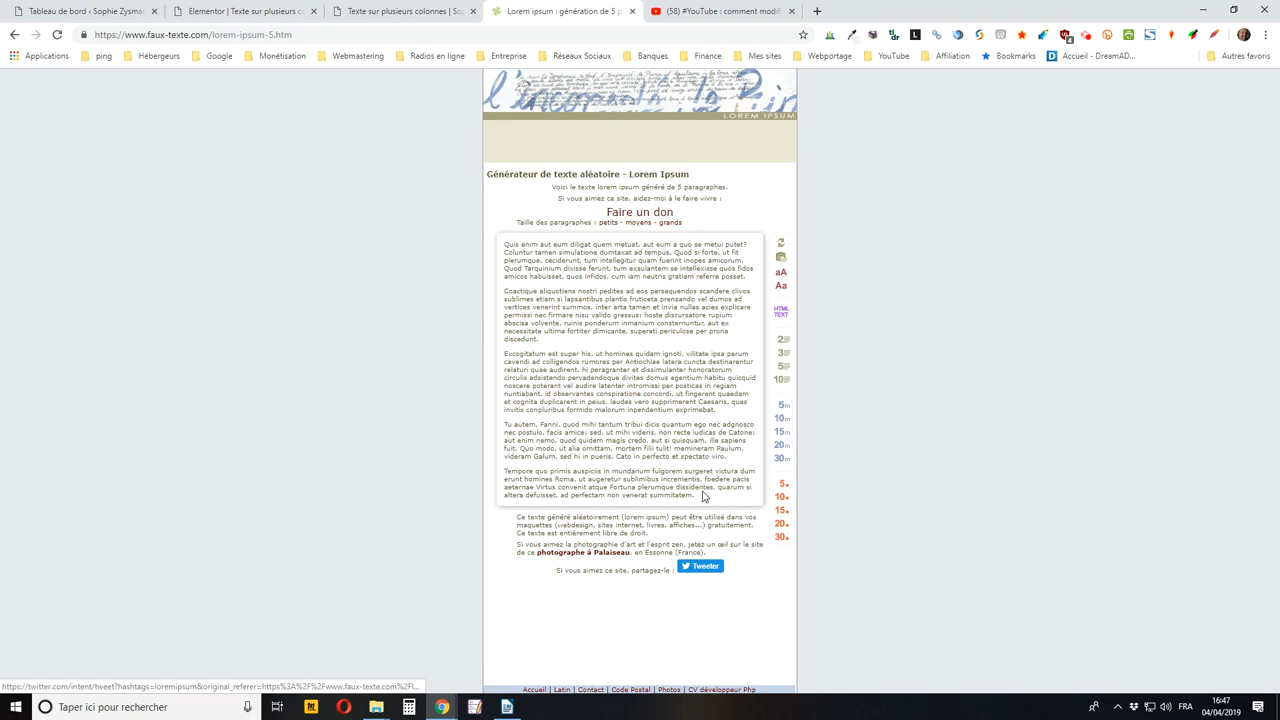 Tableau de bord ‹ Sophie Zysman
Elementor | Texte sur plusieurs co
Google
Monétisation
Texte sur plusieurs colonnes | So
Lorem ipsum : génération de 5 p
(58) #YouTube : comment modifi
https://www.faux-texte.com/lorem-ipsum-5.htm
Applications
ping
Hébergeurs
Monétisation
Webmastering
Radios en ligne
Entreprise
Réseaux Sociaux
Banques
Finance
Mes sites
Webportage
YouTube
Affiliation
Bookmarks
Accueil - DreamAD...
Autres favoris
LOREM IPSUM
Générateur de texte aléatoire - Lorem Ipsum
Voici le texte lorem ipsum généré de 5 paragraphes.
Si vous aimez ce site, aidez-moi à le faire vivre :
Faire un don
Taille des paragraphes : petits - moyens - grands
Quis enim aut eum diligat quem metuat, aut eum a quo se metui putet?
Coluntur tamen simulatione dumtaxat ad tempus. Quod si forte, ut fit
plerumque, ceciderunt, tum intellegitur quam fuerint inopes amicorum.
Quod Tarquinium dixisse ferunt, tum exsulantem se intellexisse quos fidos
amicos habuisset, quos infidos, cum iam neutris gratiam referre posset.
Coactique aliquotiens nostri pedites ad eos persequendos scandere clivos
sublimes etiam si lapsantibus plantis fruticeta prensando vel dumos ad
vertices venerint summos, inter arta tamen et invia nullas acies explicare
permissi nec firmare nisu valido gressus: hoste discursatore rupium
abscisa volvente, ruinis ponderum inmanium consternuntur, aut ex
necessitate ultima fortiter dimicante, superati periculose per prona
discedunt.
Excogitatum est super his, ut homines quidam ignoti, vilitate ipsa parum
cavendi ad colligendos rumores per Antiochiae latera cuncta destinarentur
relaturi quae audirent. hi peragranter et dissimulanter honoratorum
circulis adsistendo pervadendoque divites domus egentium habitu quicquid
noscere poterant vel audire latenter intromissi per posticas in regiam
nuntiabant, id observantes conspiratione concordi, ut fingerent quaedam
et cognita duplicarent in peius, laudes vero supprimerent Caesaris, quas
invitis conpluribus formido malorum inpendentium exprimebat.
Tu autem, Fanni, quod mihi tantum tribui dicis quantum ego nec adgnosco
nec postulo, facis amice; sed, ut mihi videris, non recte iudicas de Catone;
aut enim nemo, quod quidem magis credo, aut si quisquam, ille sapiens
fuit. Quo modo, ut alia omittam, mortem filii tulit! memineram Paulum,
videram Galum, sed hi in pueris, Cato in perfecto et spectato viro.
Tempore quo primis auspiciis in mundanum fulgorem surgeret victura dum
erunt homines Roma, ut augeretur sublimibus incrementis, foedere pacis
aeternae Virtus convenit atque Fortuna plerumque dissidentes, quarum si
altera defuisset, ad perfectam non venerat summitatem.
aA
Aa
HTML
TEXT
2
3
5
10
5m
10m
15m
20m
30m
5
10
15
20
30
Ce texte généré aléatoirement (lorem ipsum) peut être utilisé dans vos
maquettes (webdesign, sites internet, livres, affiches...) gratuitement.
Ce texte est entièrement libre de droit.
Si vous aimez la photographie d'art et l'esprit zen, jetez un œil sur le site
de ce photographe à Palaiseau, en Essonne (France).
Si vous aimez ce site, partagez-le : Tweeter
https://twitter.com/intent/tweet?hashtags=loremipsum&original_referer=https%3A%2F%2Fwww.faux-texte.com%2Fl...
Accueil | Latin | Contact | Code Postal | Photos | CV développeur Php
Taper ici pour rechercher
FRA
16:47
04/04/2019